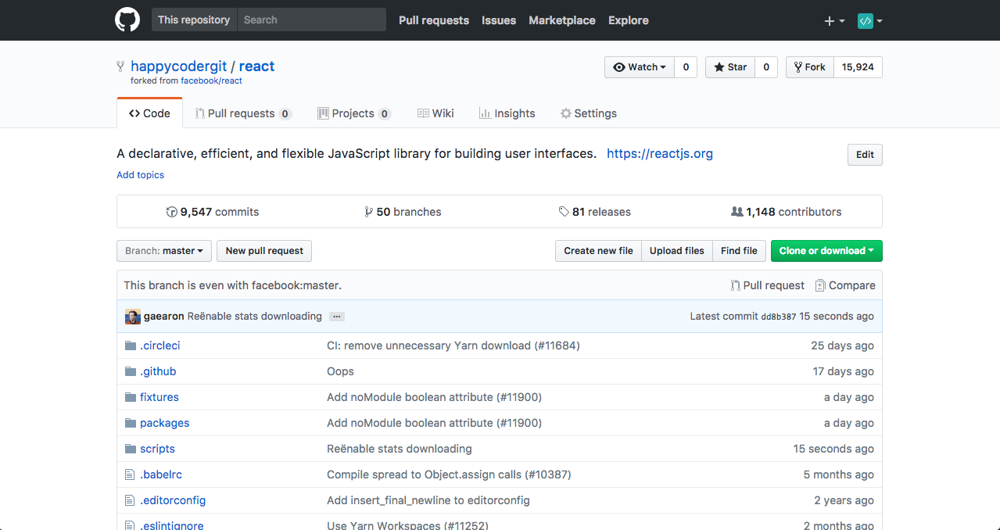 This repository Search Pull requests Issues Marketplace Explore
happycodergit / react Watch 0 Star 0 Fork 15,924
forked from facebook/react
Code Pull requests 0 Projects 0 Wiki Insights Settings
A declarative, efficient, and flexible JavaScript library for building user interfaces. https://reactjs.org Edit
Add topics
9,547 commits 50 branches 81 releases 1,148 contributors
Branch: master New pull request Create new file Upload files Find file Clone or download
This branch is even with facebook:master. Pull request Compare
gaearon Reënable stats downloading ... Latest commit dd8b387 15 seconds ago
.circleci CI: remove unnecessary Yarn download (#11684) 25 days ago
.github Oops 17 days ago
fixtures Add noModule boolean attribute (#11900) a day ago
packages Add noModule boolean attribute (#11900) a day ago
scripts Reënable stats downloading 15 seconds ago
.babelrc Compile spread to Object.assign calls (#10387) 5 months ago
.editorconfig Add insert_final_newline to editorconfig 2 years ago
.eslintignore Use Yarn Workspaces (#11252) 2 months ago